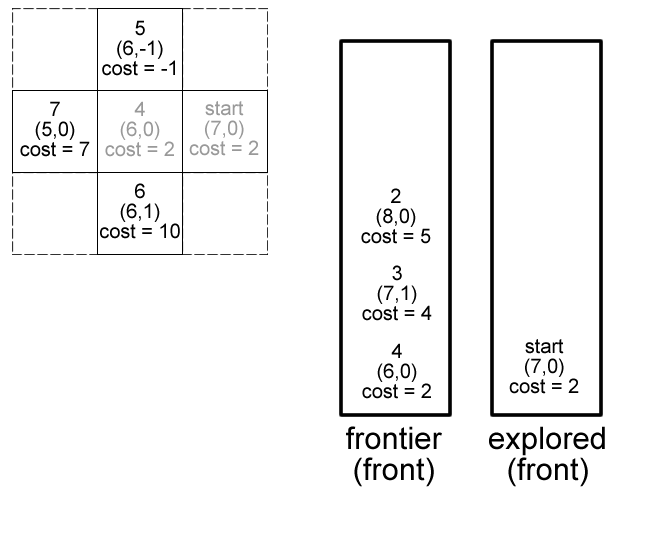 5
(6,-1)
cost = -1
7
(5,0)
cost = 7
4
(6,0)
cost = 2
start
(7,0)
cost = 2
6
(6,1)
cost = 10
2
(8,0)
cost = 5
3
(7,1)
cost = 4
4
(6,0)
cost = 2
frontier
(front)
start
(7,0)
cost = 2
explored
(front)